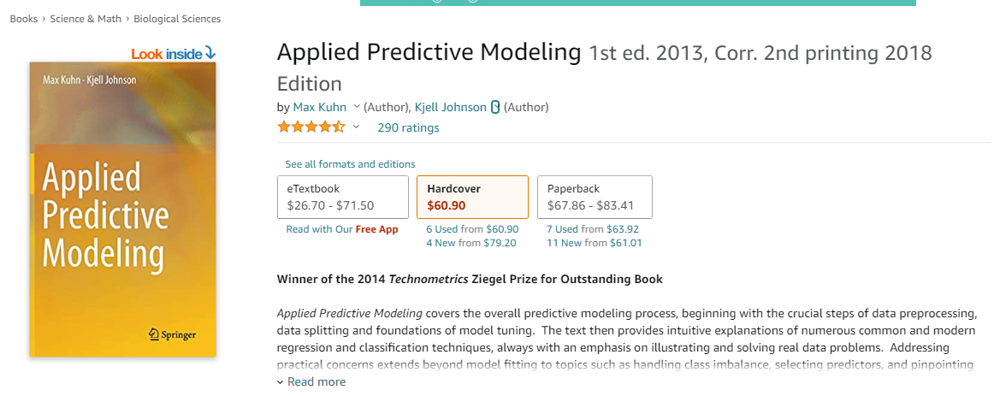 Books › Science & Math › Biological Sciences
Look inside
Max Kuhn · Kjell Johnson
Applied
Predictive
Modeling
Springer
Applied Predictive Modeling 1st ed. 2013, Corr. 2nd printing 2018
Edition
by Max Kuhn (Author), Kjell Johnson (Author)
290 ratings
See all formats and editions
eTextbook
$26.70 - $71.50
Read with Our Free App
Hardcover
$60.90
6 Used from $60.90
4 New from $79.20
Paperback
$67.86 - $83.41
7 Used from $63.92
11 New from $61.01
Winner of the 2014 Technometrics Ziegel Prize for Outstanding Book
Applied Predictive Modeling covers the overall predictive modeling process, beginning with the crucial steps of data preprocessing,
data splitting and foundations of model tuning.  The text then provides intuitive explanations of numerous common and modern
regression and classification techniques, always with an emphasis on illustrating and solving real data problems.  Addressing
practical concerns extends beyond model fitting to topics such as handling class imbalance, selecting predictors, and pinpointing
Read more